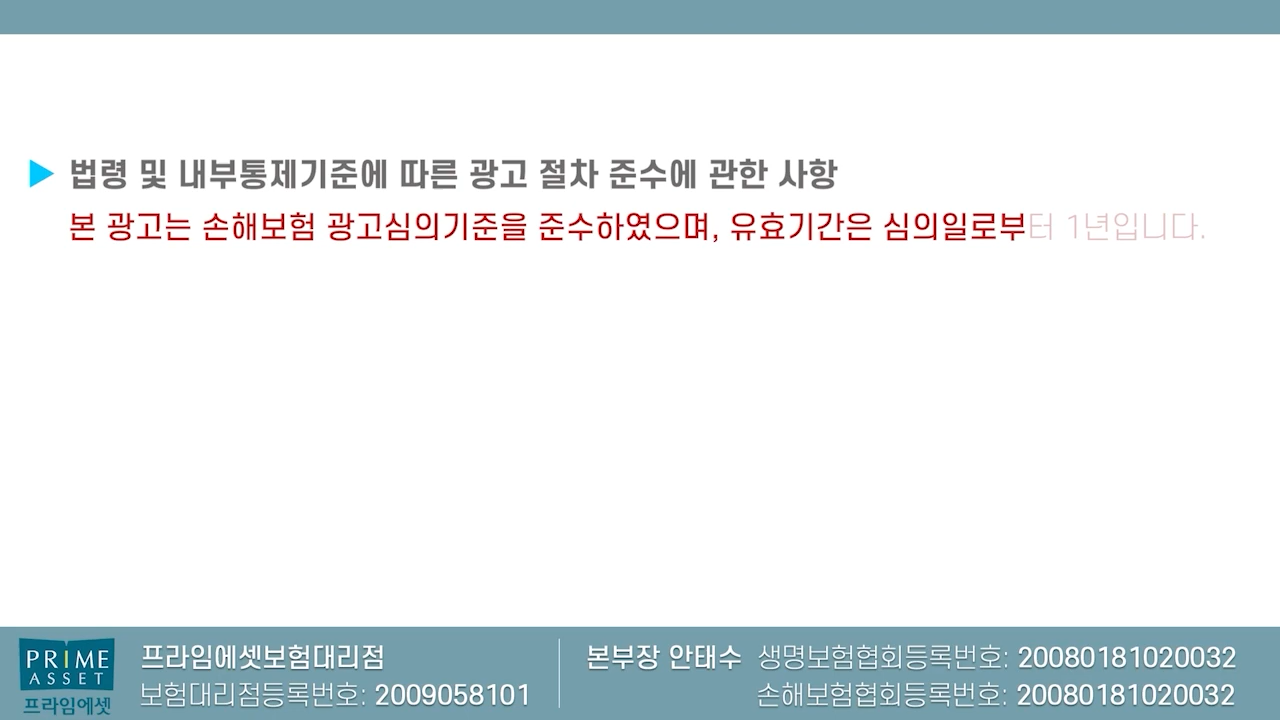 ▶ 법령 및 내부통제기준에 따른 광고 절차 준수에 관한 사항
본 광고는 손해보험 광고심의기준을 준수하였으며, 유효기간은 심의일로부터 1년입니다.
PRIME
ASSET
프라임에셋
프라임에셋보험대리점
보험대리점등록번호: 2009058101
본부장 안태수 생명보험협회등록번호: 20080181020032
손해보험협회등록번호: 20080181020032